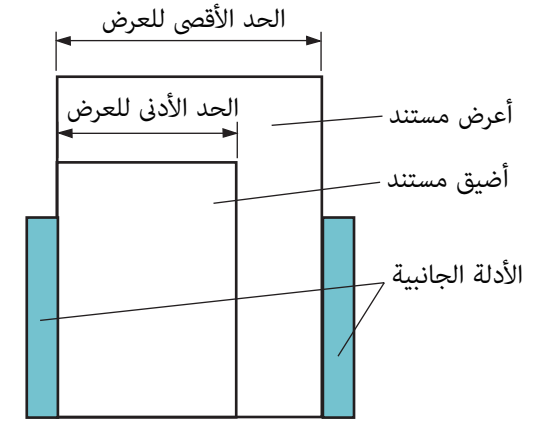 الحد الأقصى للعرض
الحد الأدنى للعرض
أعرض مستند
أضيق مستند
الأدلة الجانبية